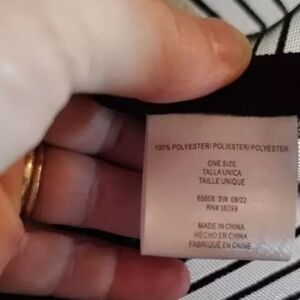 100% POLYESTER/ POLIESTER/ POLYESTER
ONE SIZE
TALLA UNICA
TAILLE UNIQUE
65806 SW 08/22
RN# 38299
MADE IN CHINA
HECHO EN CHINA
FABRIQUÉ EN CHINE